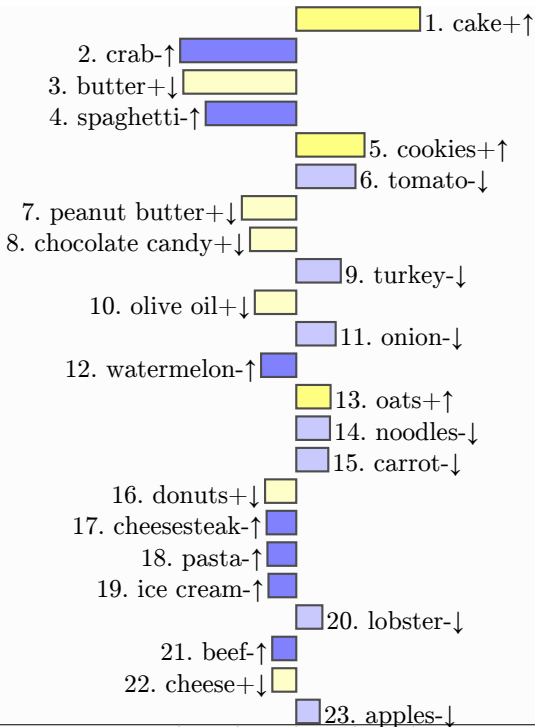 1. cake+↑
2. crab-↑
3. butter+↓
4. spaghetti-↑
5. cookies+↑
6. tomato-↓
7. peanut butter+↓
8. chocolate candy+↓
9. turkey-↓
10. olive oil+↓
11. onion-↓
12. watermelon-↑
13. oats+↑
14. noodles-↓
15. carrot-↓
16. donuts+↓
17. cheesesteak-↑
18. pasta-↑
19. ice cream-↑
20. lobster-↓
21. beef-↑
22. cheese+↓
23. apples-↓